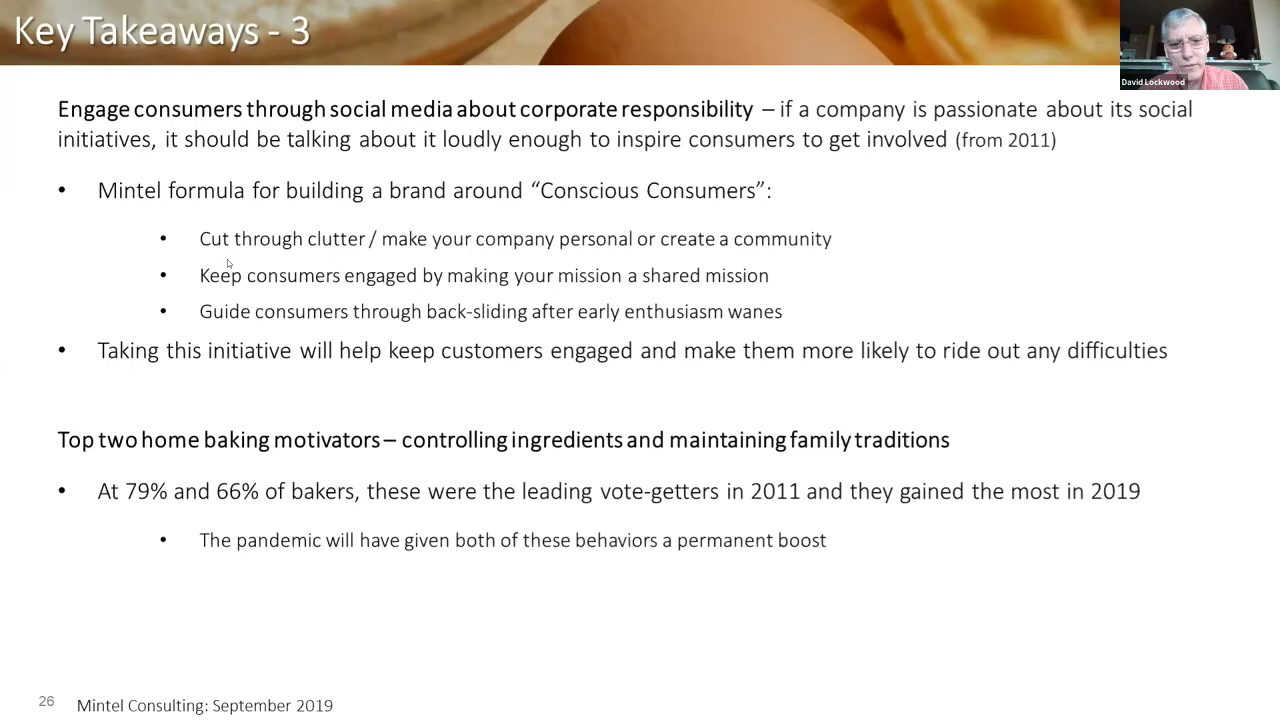 Key Takeaways - 3
David Lockwood
Engage consumers through social media about corporate responsibility – if a company is passionate about its social
initiatives, it should be talking about it loudly enough to inspire consumers to get involved (from 2011)
• Mintel formula for building a brand around “Conscious Consumers”:
• Cut through clutter / make your company personal or create a community
• Keep consumers engaged by making your mission a shared mission
• Guide consumers through back-sliding after early enthusiasm wanes
• Taking this initiative will help keep customers engaged and make them more likely to ride out any difficulties
Top two home baking motivators – controlling ingredients and maintaining family traditions
• At 79% and 66% of bakers, these were the leading vote-getters in 2011 and they gained the most in 2019
• The pandemic will have given both of these behaviors a permanent boost
26 Mintel Consulting: September 2019